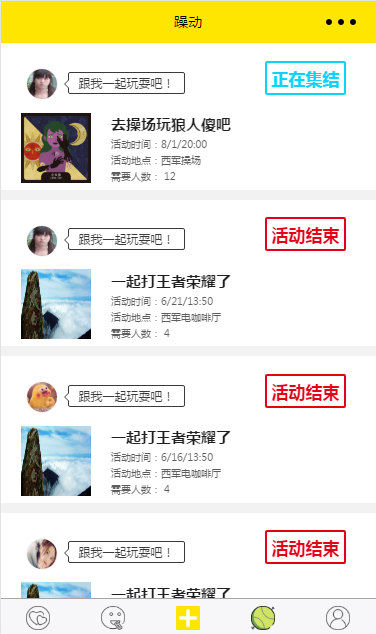 躁动
跟我一起玩耍吧！
正在集结
去操场玩狼人傻吧
活动时间：8/1/20:00
活动地点：西军操场
需要人数： 12
跟我一起玩耍吧！
活动结束
一起打王者荣耀了
活动时间：6/21/13:50
活动地点：西军电咖啡厅
需要人数： 4
跟我一起玩耍吧！
活动结束
一起打王者荣耀了
活动时间：6/16/13:50
活动地点：西军电咖啡厅
需要人数： 4
跟我一起玩耍吧！
活动结束
一起打王者荣耀了